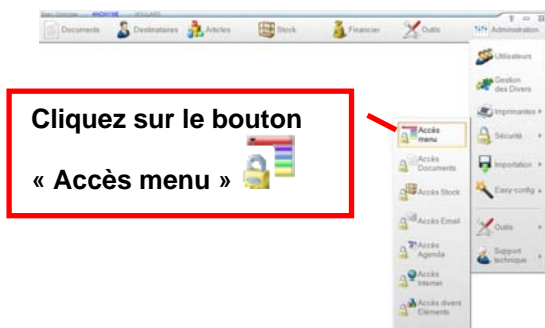 Documents Destinataires Articles Stock Financier Outils Administration
Utilisateurs
Gestion
des Divers
Imprimantes
Sécurité
Importation
Easy-config
Outils
Support
technique
Accès
menu
Accès
Documents
Accès Stock
Accès Email
Accès
Agenda
Accès
Internet
Accès divers
Eléments
Cliquez sur le bouton
« Accès menu »